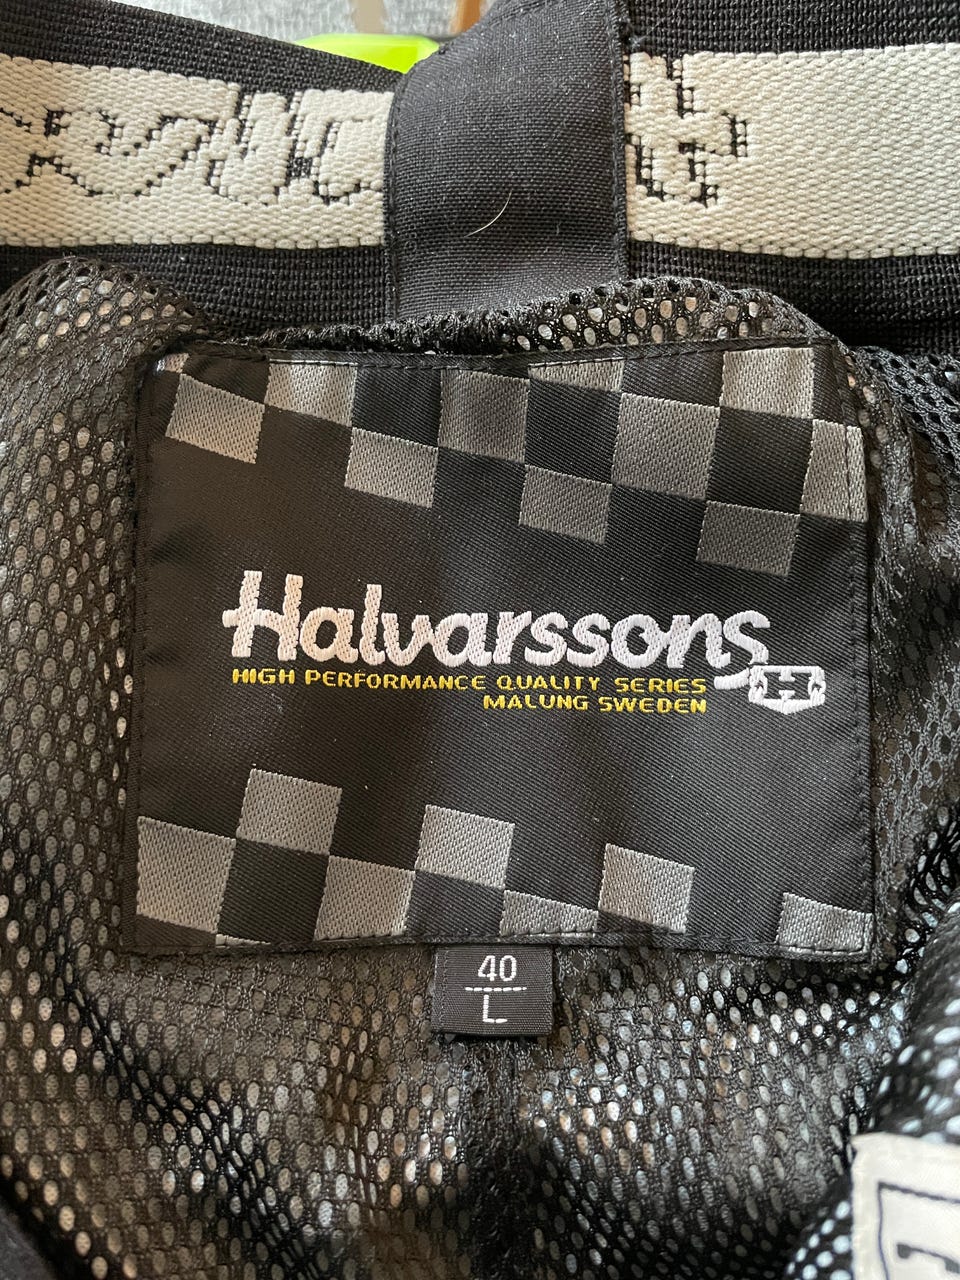 Halvarssons
HIGH PERFORMANCE QUALITY SERIES
MALUNG SWEDEN
H
40
L